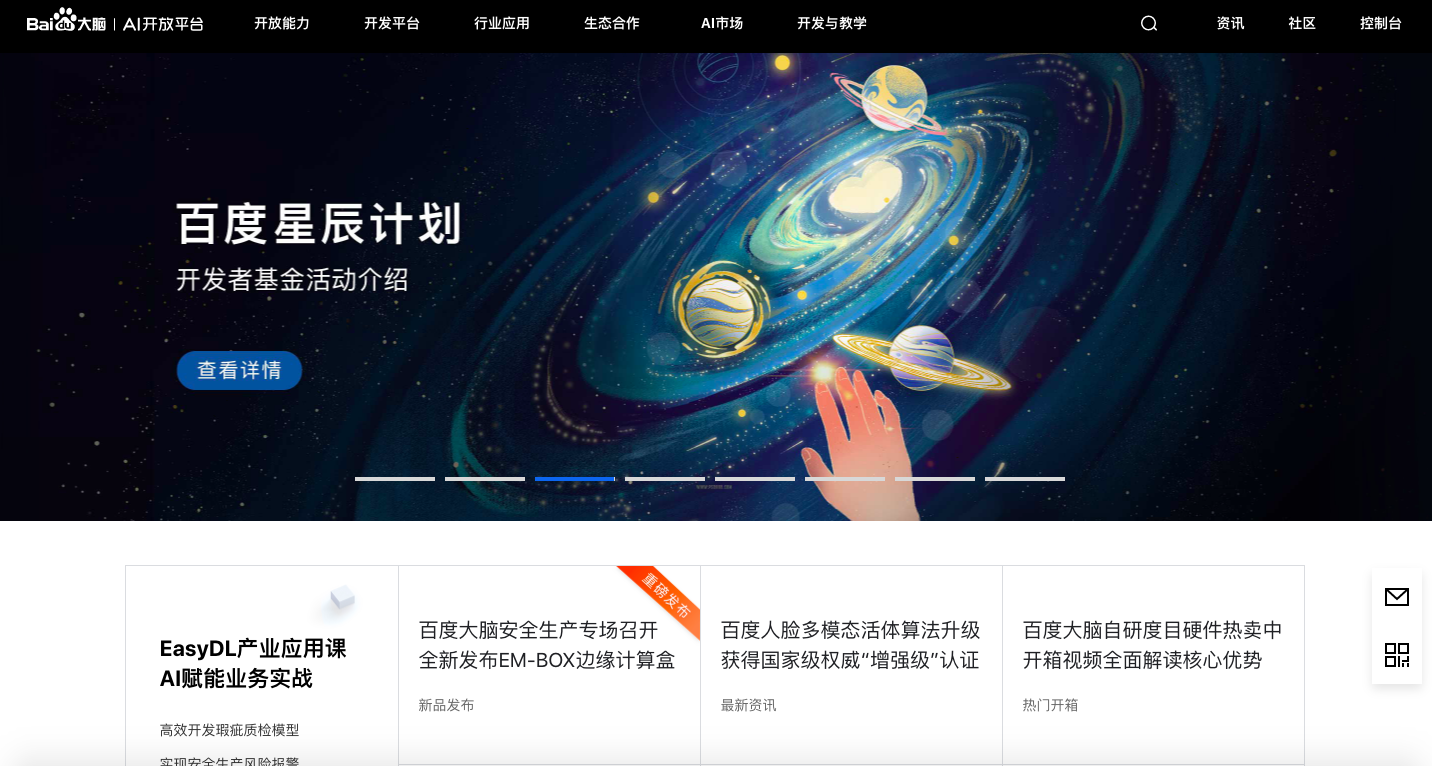 Bai du 大脑 | AI开放平台
开放能力
开发平台
行业应用
生态合作
AI市场
开发与教学
资讯
社区
控制台
百度星辰计划
开发者基金活动介绍
查看详情
EasyDL产业应用课
AI赋能业务实战
高效开发瑕疵质检模型
实现安全生产风险报警
重磅发布
百度大脑安全生产专场召开
全新发布EM-BOX边缘计算盒
新品发布
百度人脸多模态活体算法升级
获得国家级权威“增强级”认证
最新资讯
百度大脑自研度目硬件热卖中
开箱视频全面解读核心优势
热门开箱